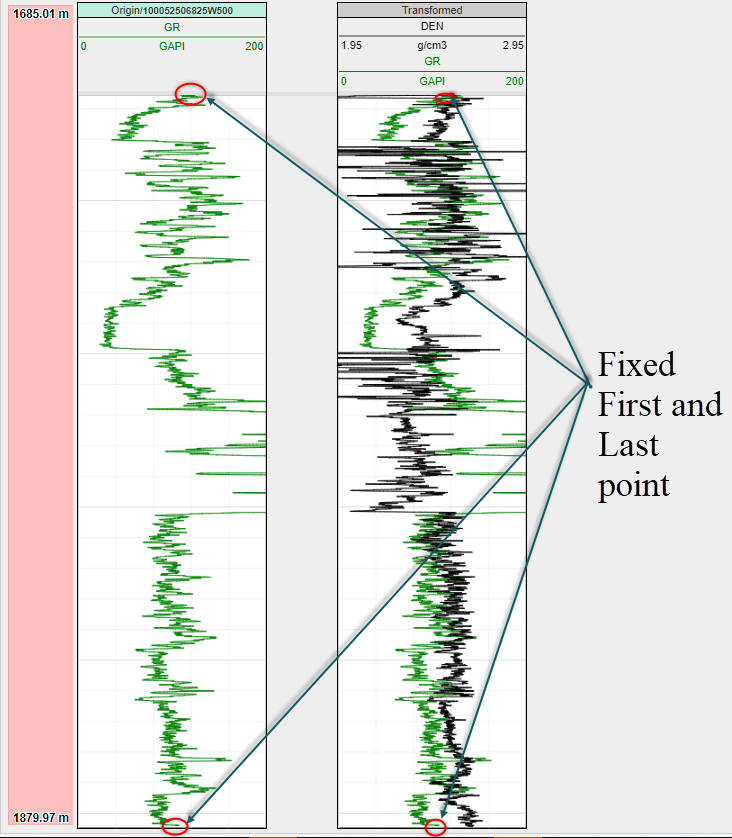 1685.01 m
Origin/100052506825W500
GR
0 GAPI 200
Transformed
DEN
1.95 g/cm3 2.95
GR
0 GAPI 200
Fixed
First and
Last
point
1879.97 m